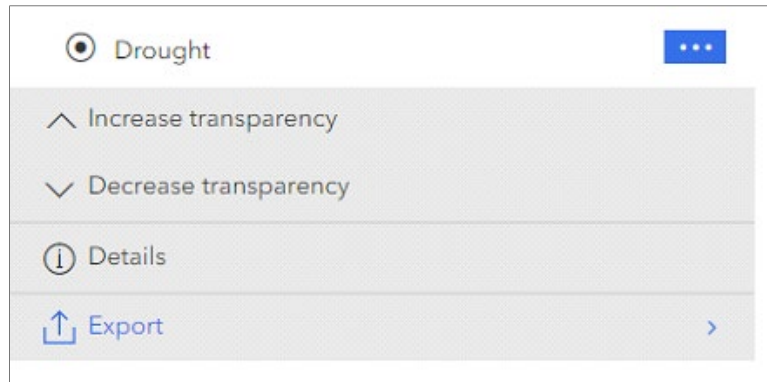 Drought
Increase transparency
Decrease transparency
Details
Export